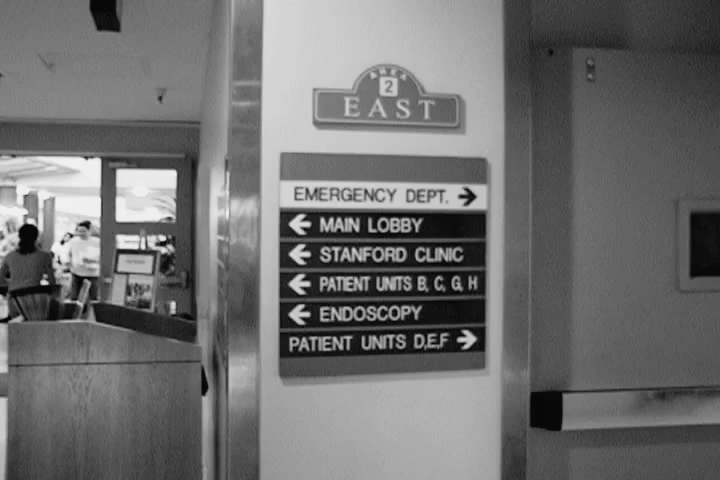 AREA
2
EAST
EMERGENCY DEPT. →
← MAIN LOBBY
← STANFORD CLINIC
← PATIENT UNITS B, C, G, H
← ENDOSCOPY
PATIENT UNITS D,E,F →